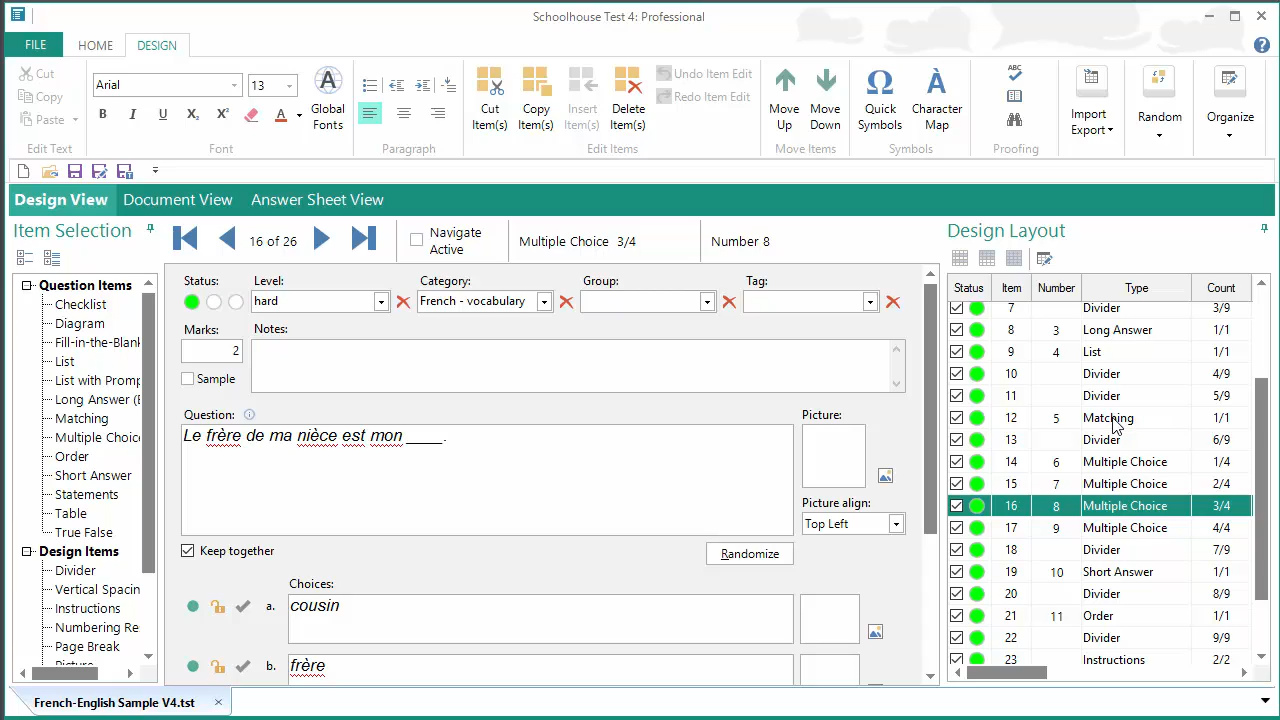 Schoolhouse Test 4: Professional
FILE
HOME
DESIGN
Cut
Copy
Paste
Edit Text
Arial
13
B I U X₂ X²
A
Font
Global Fonts
Paragraph
Cut Item(s)
Copy Item(s)
Insert Item(s)
Delete Item(s)
Undo Item Edit
Redo Item Edit
Edit Items
Move Up
Move Down
Move Items
Ω
Quick Symbols
À
Character Map
Symbols
ABC
Proofing
Import Export
Random
Organize
Design View
Document View
Answer Sheet View
Item Selection
Question Items
Checklist
Diagram
Fill-in-the-Blank
List
List with Promp
Long Answer (E
Matching
Multiple Choice
Order
Short Answer
Statements
Table
True False
Design Items
Divider
Vertical Spacin
Instructions
Numbering Re
Page Break
Picture
16 of 26
Navigate Active
Multiple Choice 3/4
Number 8
Status:
Level:
hard
Category:
French - vocabulary
Group:
Tag:
Marks:
2
Notes:
Sample
Question:
Le frère de ma nièce est mon ____.
Picture:
Picture align:
Top Left
Keep together
Randomize
Choices:
a. cousin
b. frère
Design Layout
Status Item Number Type Count
7 Divider 3/9
8 3 Long Answer 1/1
9 4 List 1/1
10 Divider 4/9
11 Divider 5/9
12 5 Matching 1/1
13 Divider 6/9
14 6 Multiple Choice 1/4
15 7 Multiple Choice 2/4
16 8 Multiple Choice 3/4
17 9 Multiple Choice 4/4
18 Divider 7/9
19 10 Short Answer 1/1
20 Divider 8/9
21 11 Order 1/1
22 Divider 9/9
23 Instructions 2/2
French-English Sample V4.tst